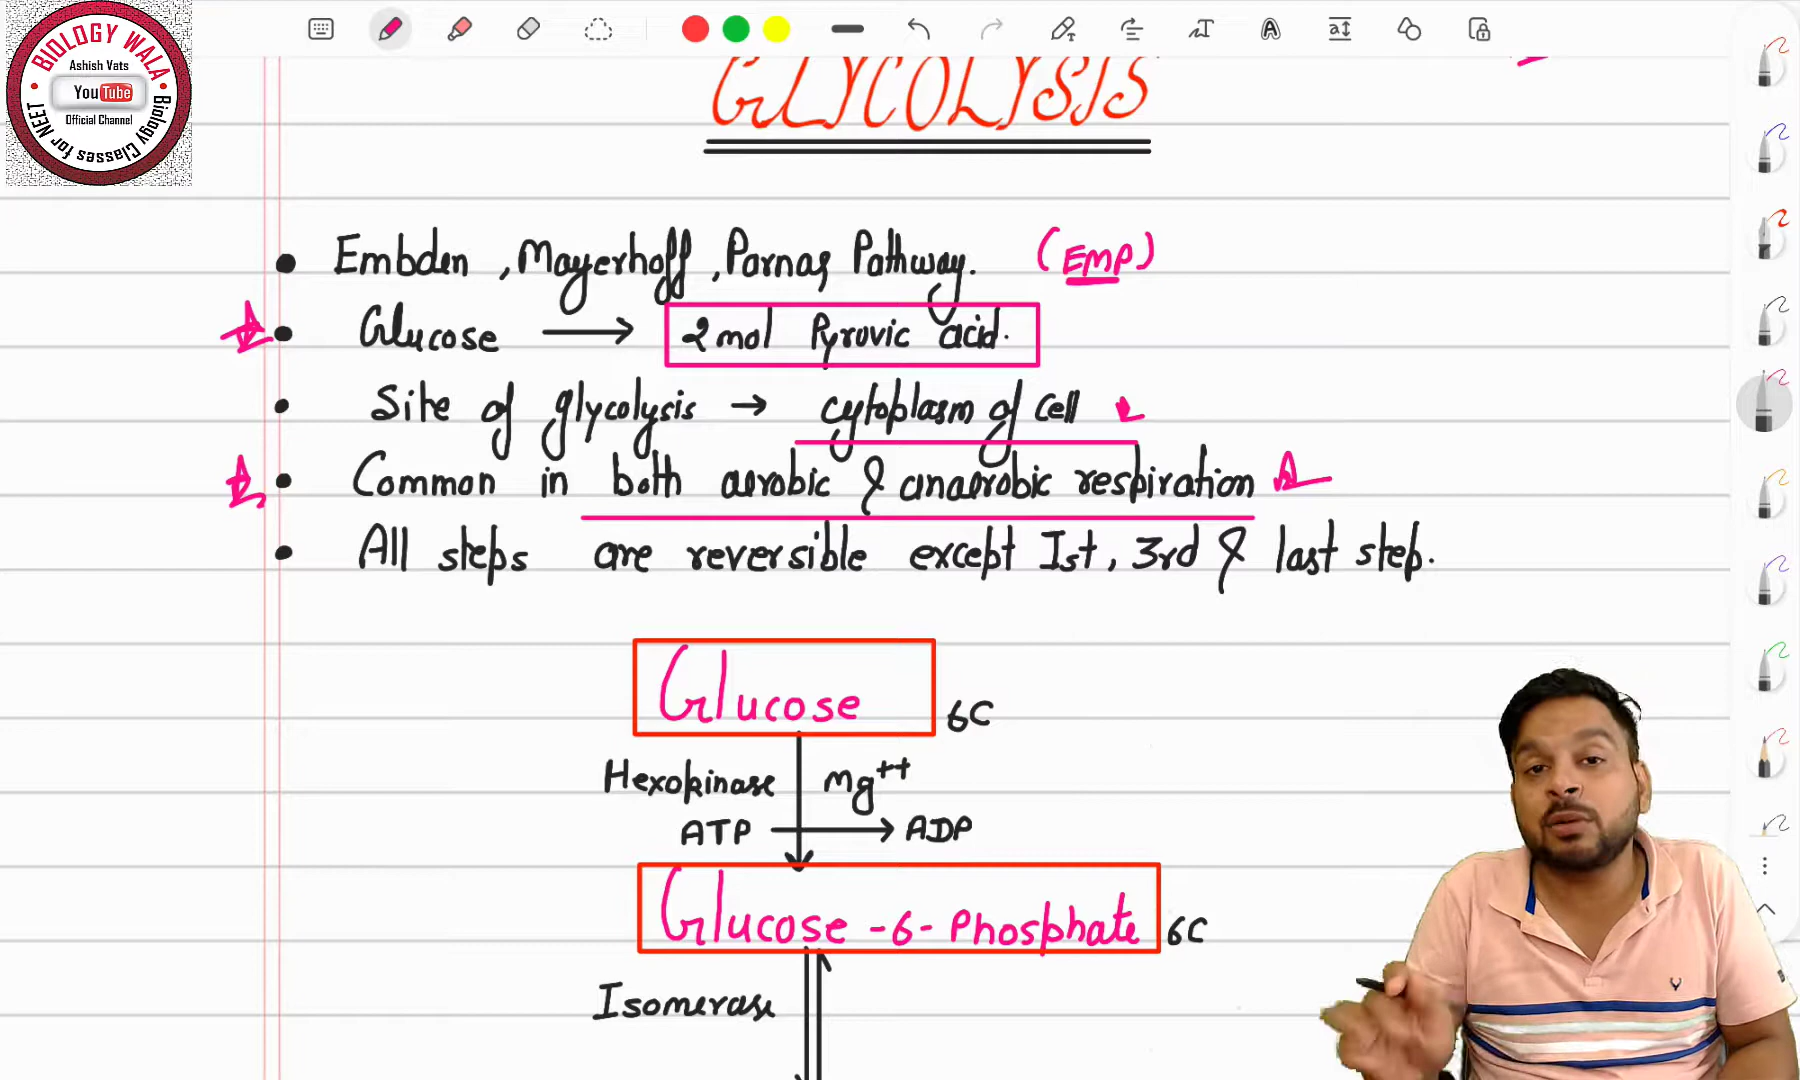 BIOLOGY WALA
Ashish Vats
YouTube
Official Channel
Biology Classes for NEET
GLYCOLYSIS
• Embden, Mayerhoff, Parnas Pathway. (EMP)
• Glucose → 2 mol Pyruvic acid.
• Site of glycolysis → cytoplasm of cell
• Common in both aerobic & anaerobic respiration
• All steps are reversible except Ist, 3rd & last step.
Glucose 6C
Hexokinase Mg++
ATP → ADP
Glucose-6-Phosphate 6C
Isomerase